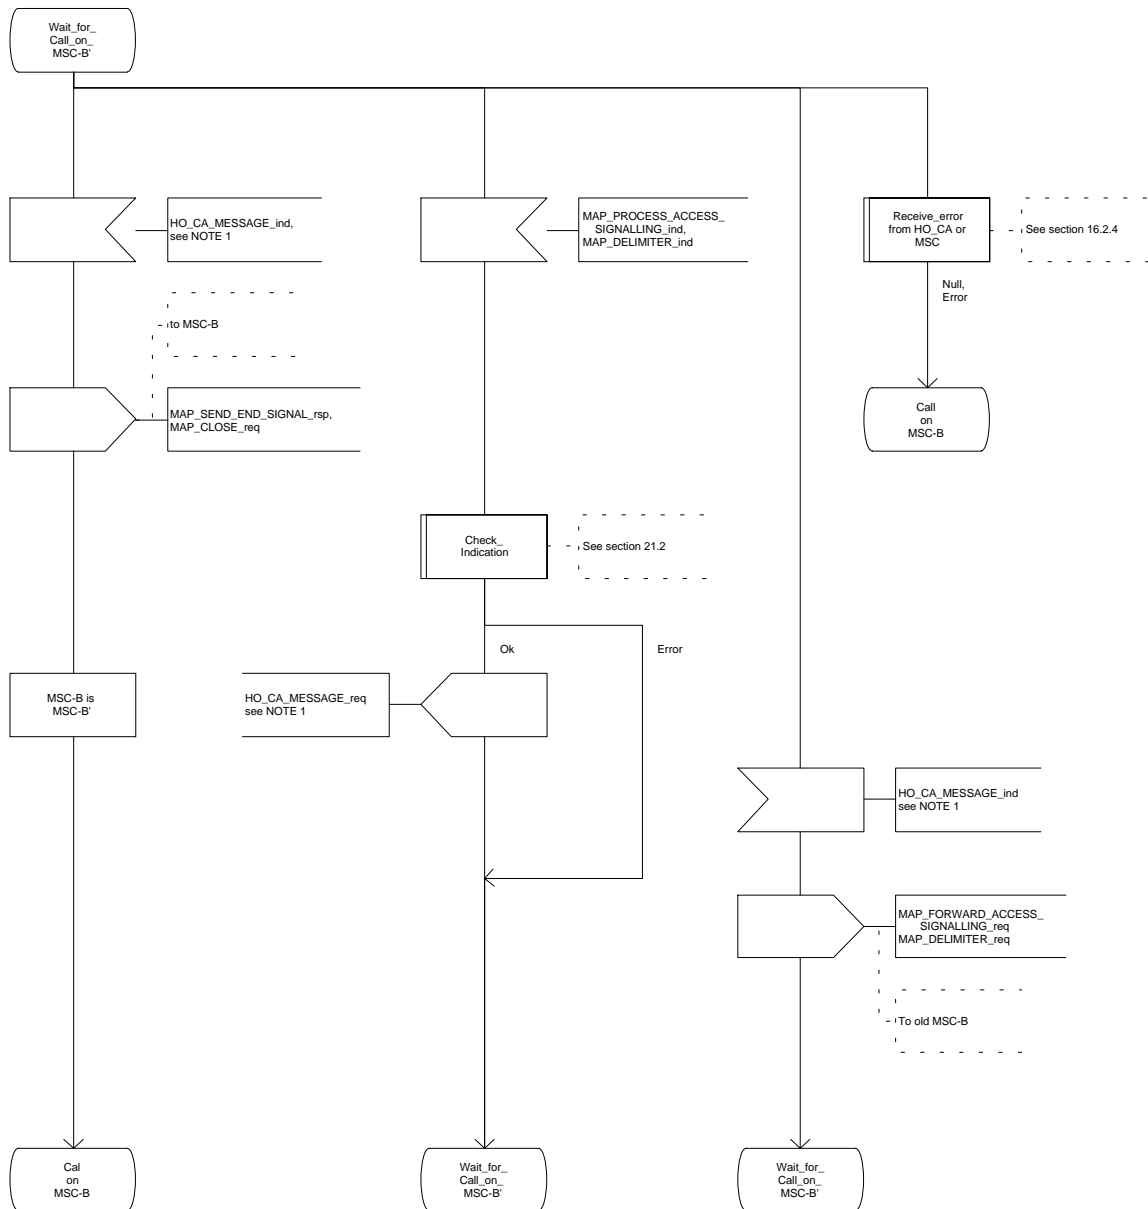 Wait_for_
Call_on_
MSC-B'
HO_CA_MESSAGE_ind,
see NOTE 1
MAP_PROCESS_ACCESS_
SIGNALLING_ind,
MAP_DELIMITER_ind
Receive_error
from HO_CA or
MSC
See section 16.2.4
Null,
Error
to MSC-B
MAP_SEND_END_SIGNAL_rsp,
MAP_CLOSE_req
Call
on
MSC-B
Check_
Indication
See section 21.2
Ok
Error
MSC-B is
MSC-B'
HO_CA_MESSAGE_req
see NOTE 1
HO_CA_MESSAGE_ind
see NOTE 1
MAP_FORWARD_ACCESS_
SIGNALLING_req
MAP_DELIMITER_req
To old MSC-B
Cal
on
MSC-B
Wait_for_
Call_on_
MSC-B'
Wait_for_
Call_on_
MSC-B'